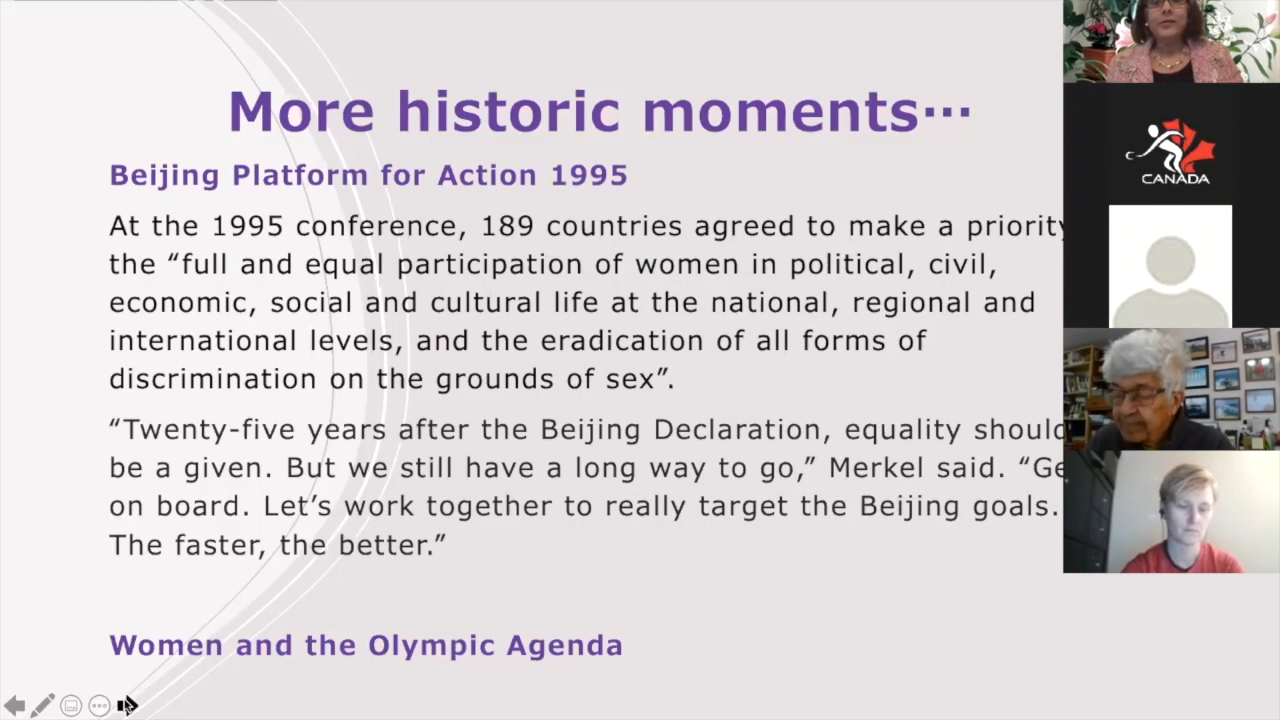 More historic moments…
Beijing Platform for Action 1995
At the 1995 conference, 189 countries agreed to make a priority
the “full and equal participation of women in political, civil,
economic, social and cultural life at the national, regional and
international levels, and the eradication of all forms of
discrimination on the grounds of sex”.
“Twenty-five years after the Beijing Declaration, equality should
be a given. But we still have a long way to go,” Merkel said. “Ge
on board. Let’s work together to really target the Beijing goals.
The faster, the better.”
Women and the Olympic Agenda
CANADA